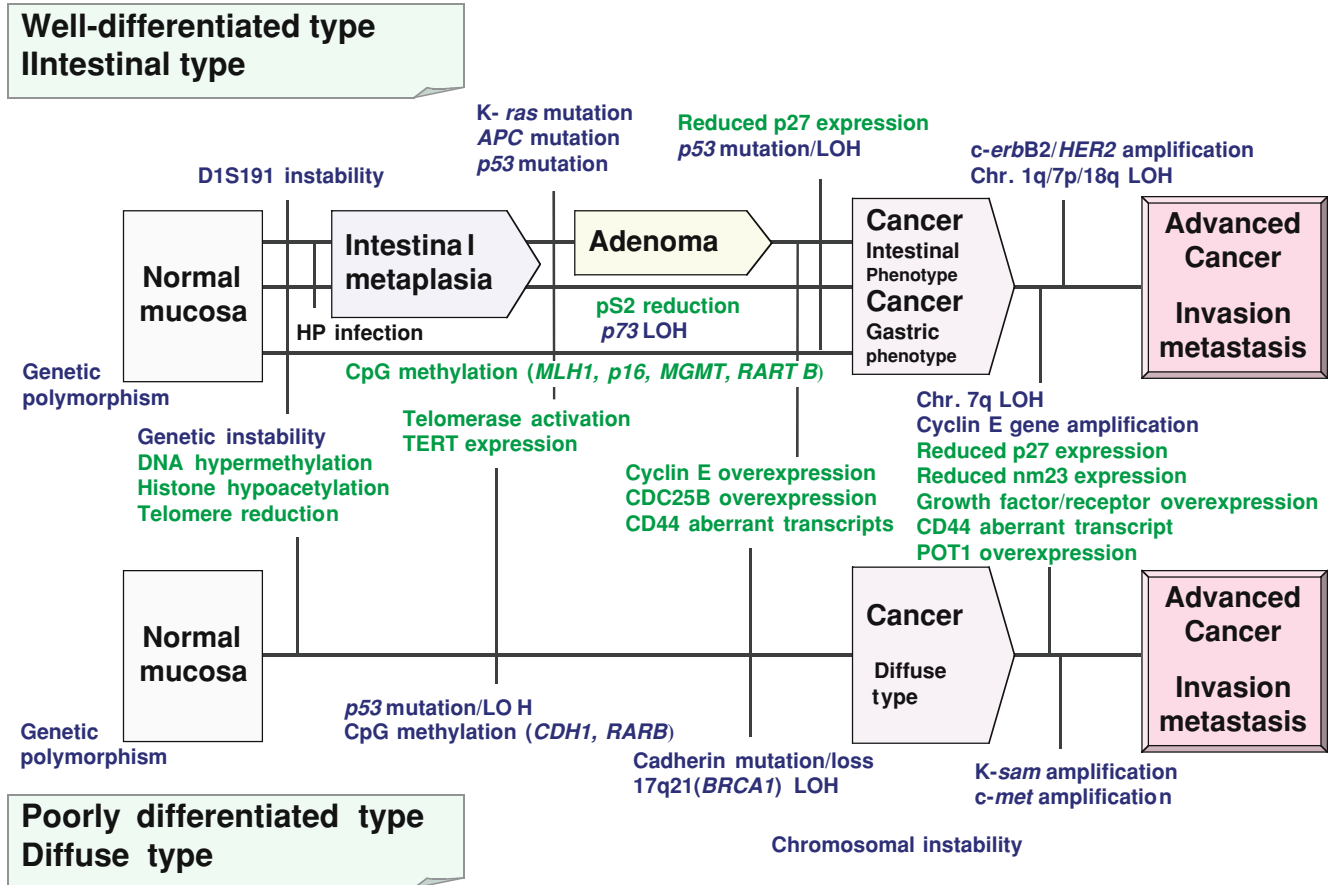 Well-differentiated type
IIntestinal type
K- ras mutation
APC mutation
p53 mutation
Reduced p27 expression
p53 mutation/LOH
c-erbB2/HER2 amplification
Chr. 1q/7p/18q LOH
D1S191 instability
Normal
mucosa
Intestinal
metaplasia
Adenoma
Cancer
Intestinal
Phenotype
Cancer
Gastric
phenotype
Advanced
Cancer
Invasion
metastasis
HP infection
pS2 reduction
p73 LOH
Genetic
polymorphism
CpG methylation (MLH1, p16, MGMT, RART B)
Genetic instability
DNA hypermethylation
Histone hypoacetylation
Telomere reduction
Telomerase activation
TERT expression
Cyclin E overexpression
CDC25B overexpression
CD44 aberrant transcripts
Chr. 7q LOH
Cyclin E gene amplification
Reduced p27 expression
Reduced nm23 expression
Growth factor/receptor overexpression
CD44 aberrant transcript
POT1 overexpression
Normal
mucosa
Cancer
Diffuse
type
Advanced
Cancer
Invasion
metastasis
Genetic
polymorphism
p53 mutation/LO H
CpG methylation (CDH1, RARB)
Cadherin mutation/loss
17q21(BRCA1) LOH
K-sam amplification
c-met amplification
Chromosomal instability
Poorly differentiated type
Diffuse type